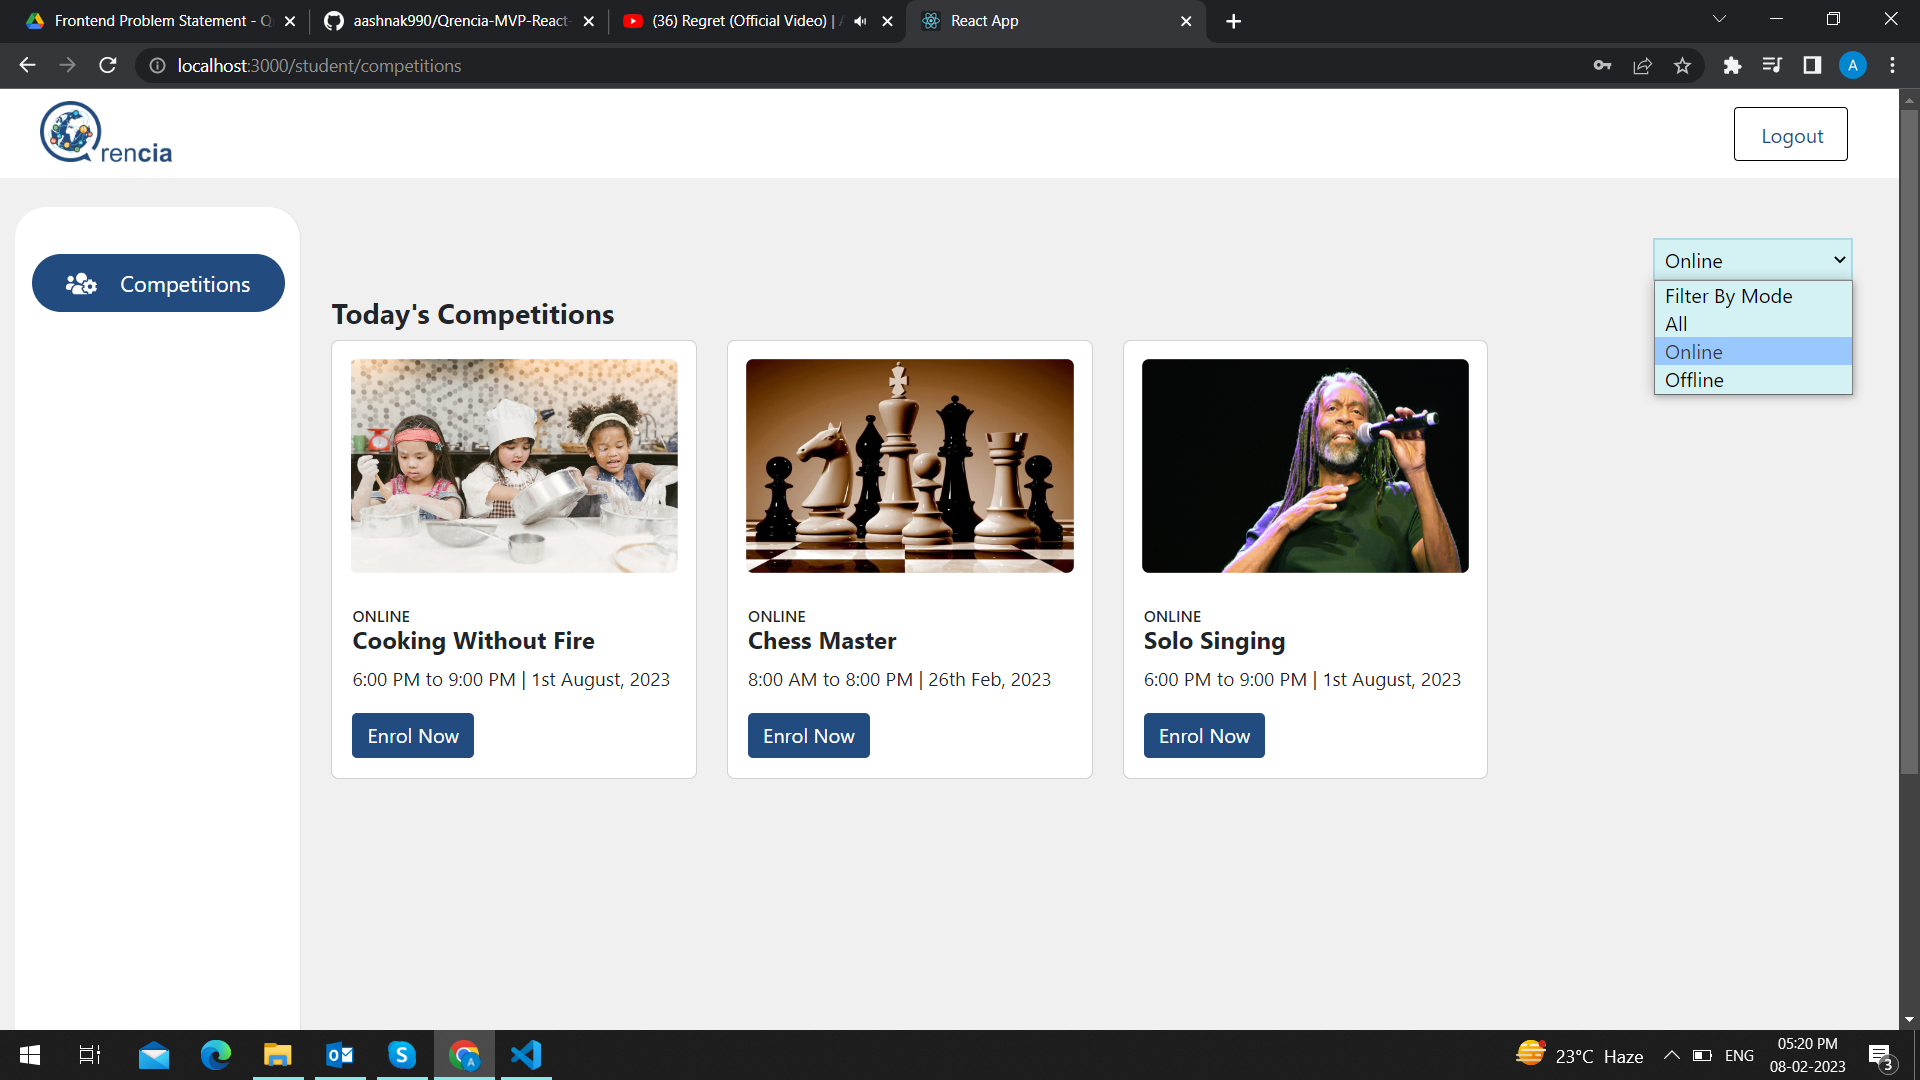 Frontend Problem Statement - Q
aashnak990/Qrencia-MVP-React-
(36) Regret (Official Video) |
React App
localhost:3000/student/competitions
A
rencia
Logout
Competitions
Online
Filter By Mode
All
Online
Offline
Today's Competitions
ONLINE
Cooking Without Fire
6:00 PM to 9:00 PM | 1st August, 2023
Enrol Now
ONLINE
Chess Master
8:00 AM to 8:00 PM | 26th Feb, 2023
Enrol Now
ONLINE
Solo Singing
6:00 PM to 9:00 PM | 1st August, 2023
Enrol Now
23°C Haze
ENG
05:20 PM
08-02-2023
3